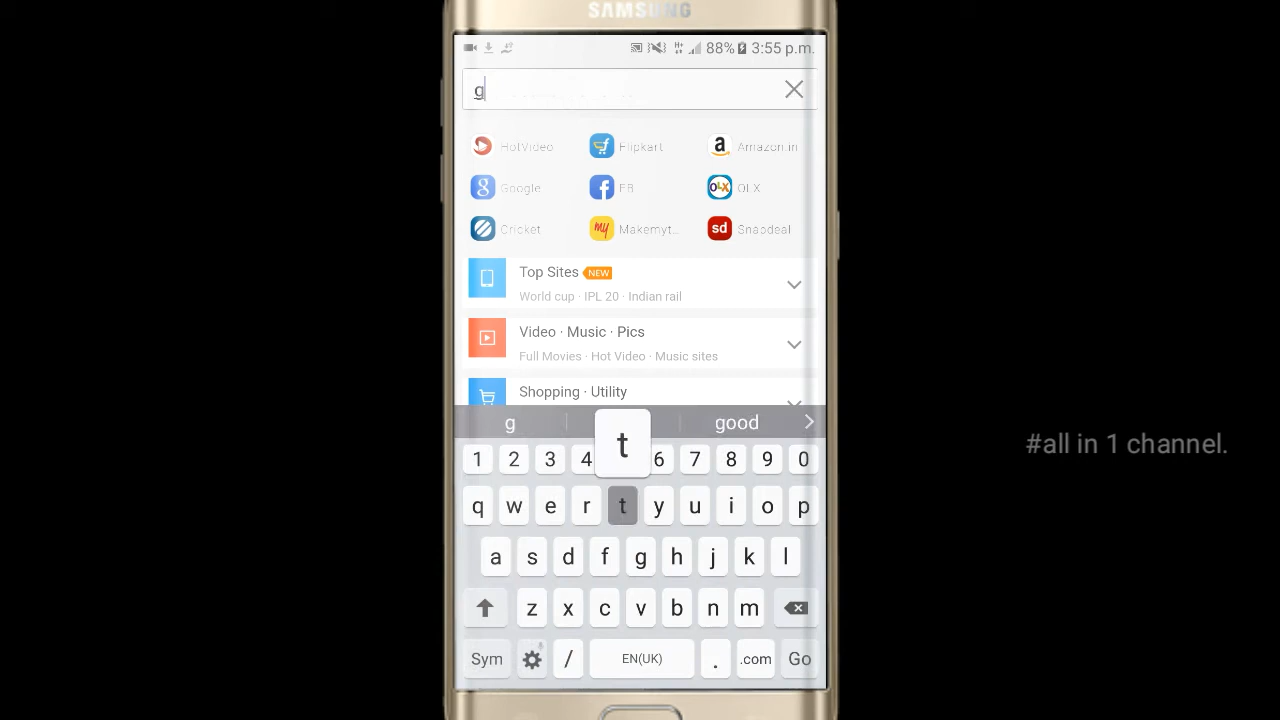 SAMSUNG
88% 3:55 p.m.
g
HotVideo Flipkart Amazon.in
Google FB OLX
Cricket Makemyt... Snapdeal
Top Sites NEW
World cup · IPL 20 · Indian rail
Video · Music · Pics
Full Movies · Hot Video · Music sites
Shopping · Utility
g good
t
1 2 3 4 6 7 8 9 0
q w e r t y u i o p
a s d f g h j k l
z x c v b n m
Sym / EN(UK) . .com Go
#all in 1 channel.